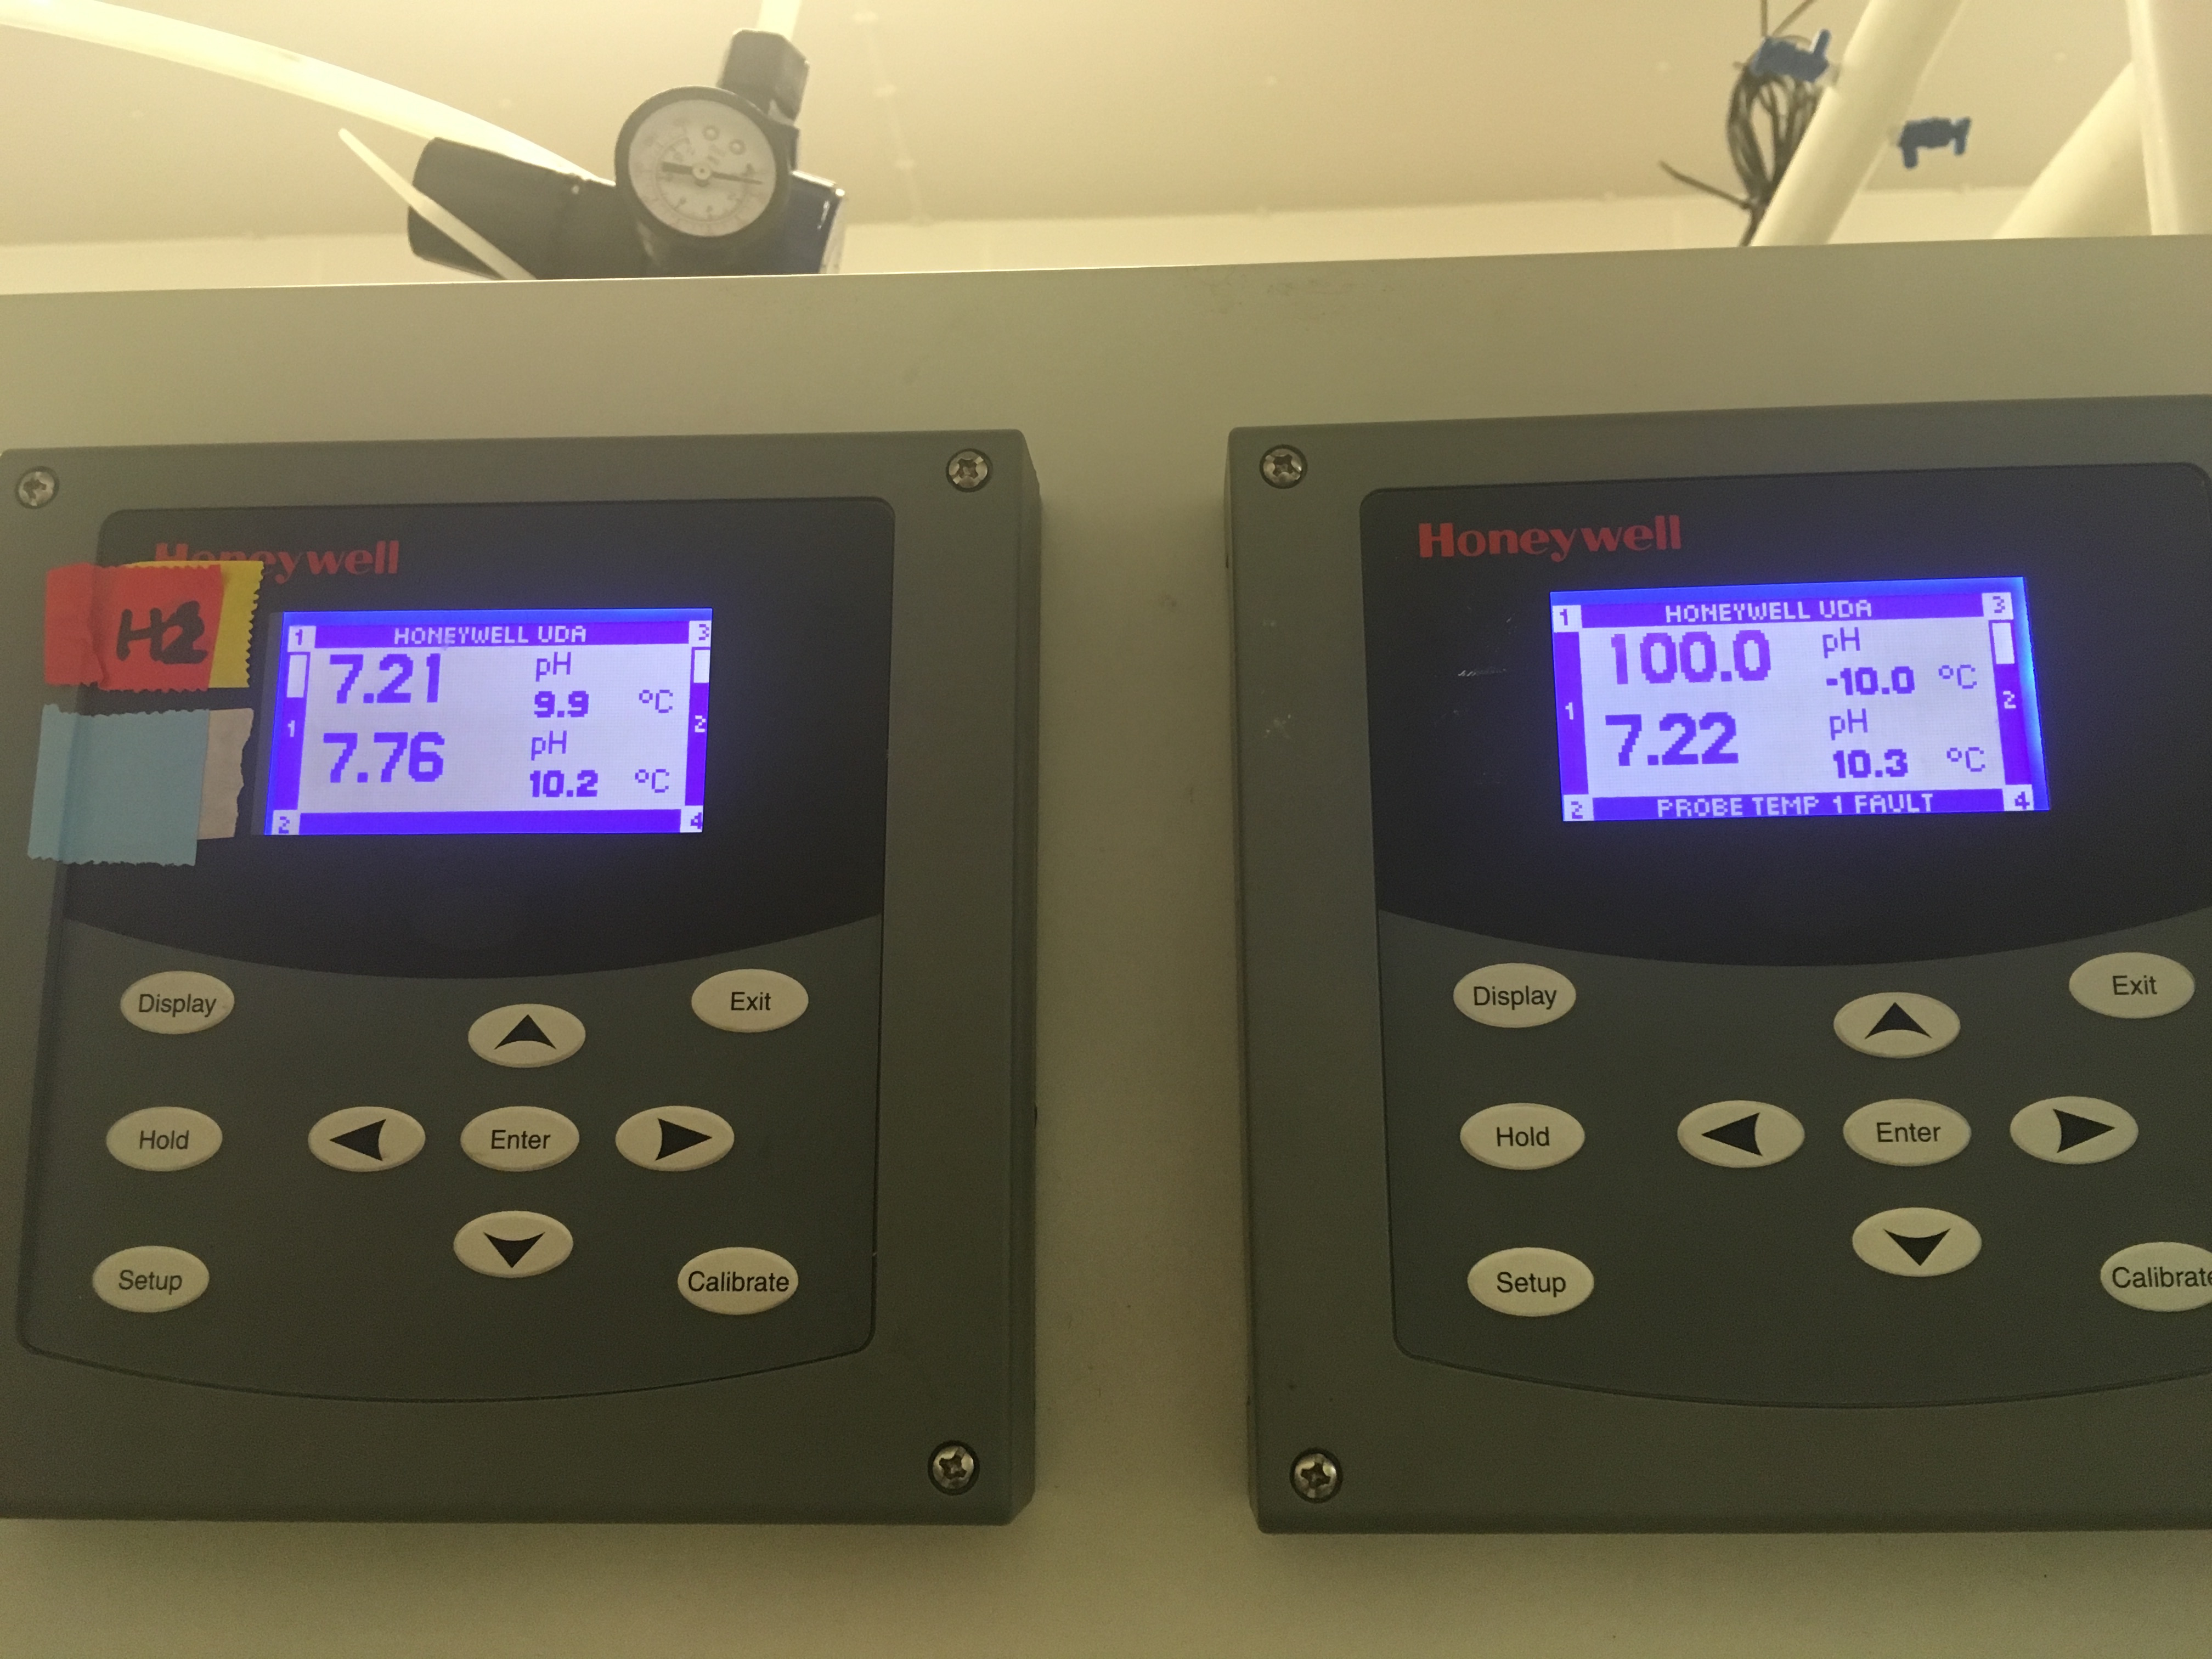 Honeywell
H2
1 HONEYWELL UDA 3
7.21 pH
9.9 °C
1 2
7.76 pH
10.2 °C
2 4
Display
Exit
Hold
Enter
Setup
Calibrate
Honeywell
1 HONEYWELL UDA 3
100.0 pH
-10.0 °C
1 2
7.22 pH
10.3 °C
2 PROBE TEMP 1 FAULT 4
Display
Exit
Hold
Enter
Setup
Calibrate